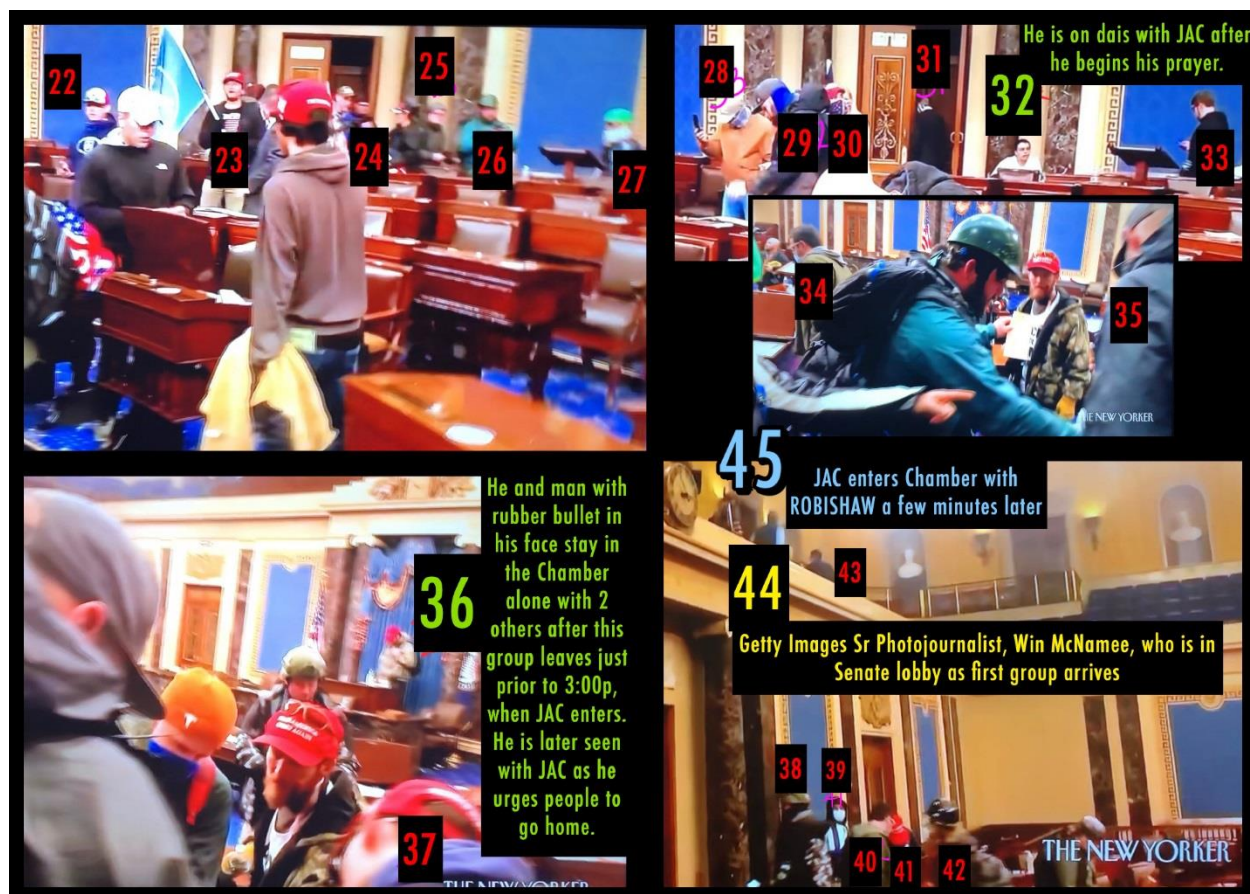 22
23
24
25
26
27
28
29
30
31
32
He is on dais with JAC after
he begins his prayer.
33
34
35
THE NEW YORKER
36
He and man with
rubber bullet in
his face stay in
the Chamber
alone with 2
others after this
group leaves just
prior to 3:00p,
when JAC enters.
He is later seen
with JAC as he
urges people to
go home.
37
THE NEW YORKER
45
JAC enters Chamber with
ROBISHAW a few minutes later
43
44
Getty Images Sr Photojournalist, Win McNamee, who is in
Senate lobby as first group arrives
38
39
40
41
42
THE NEW YORKER